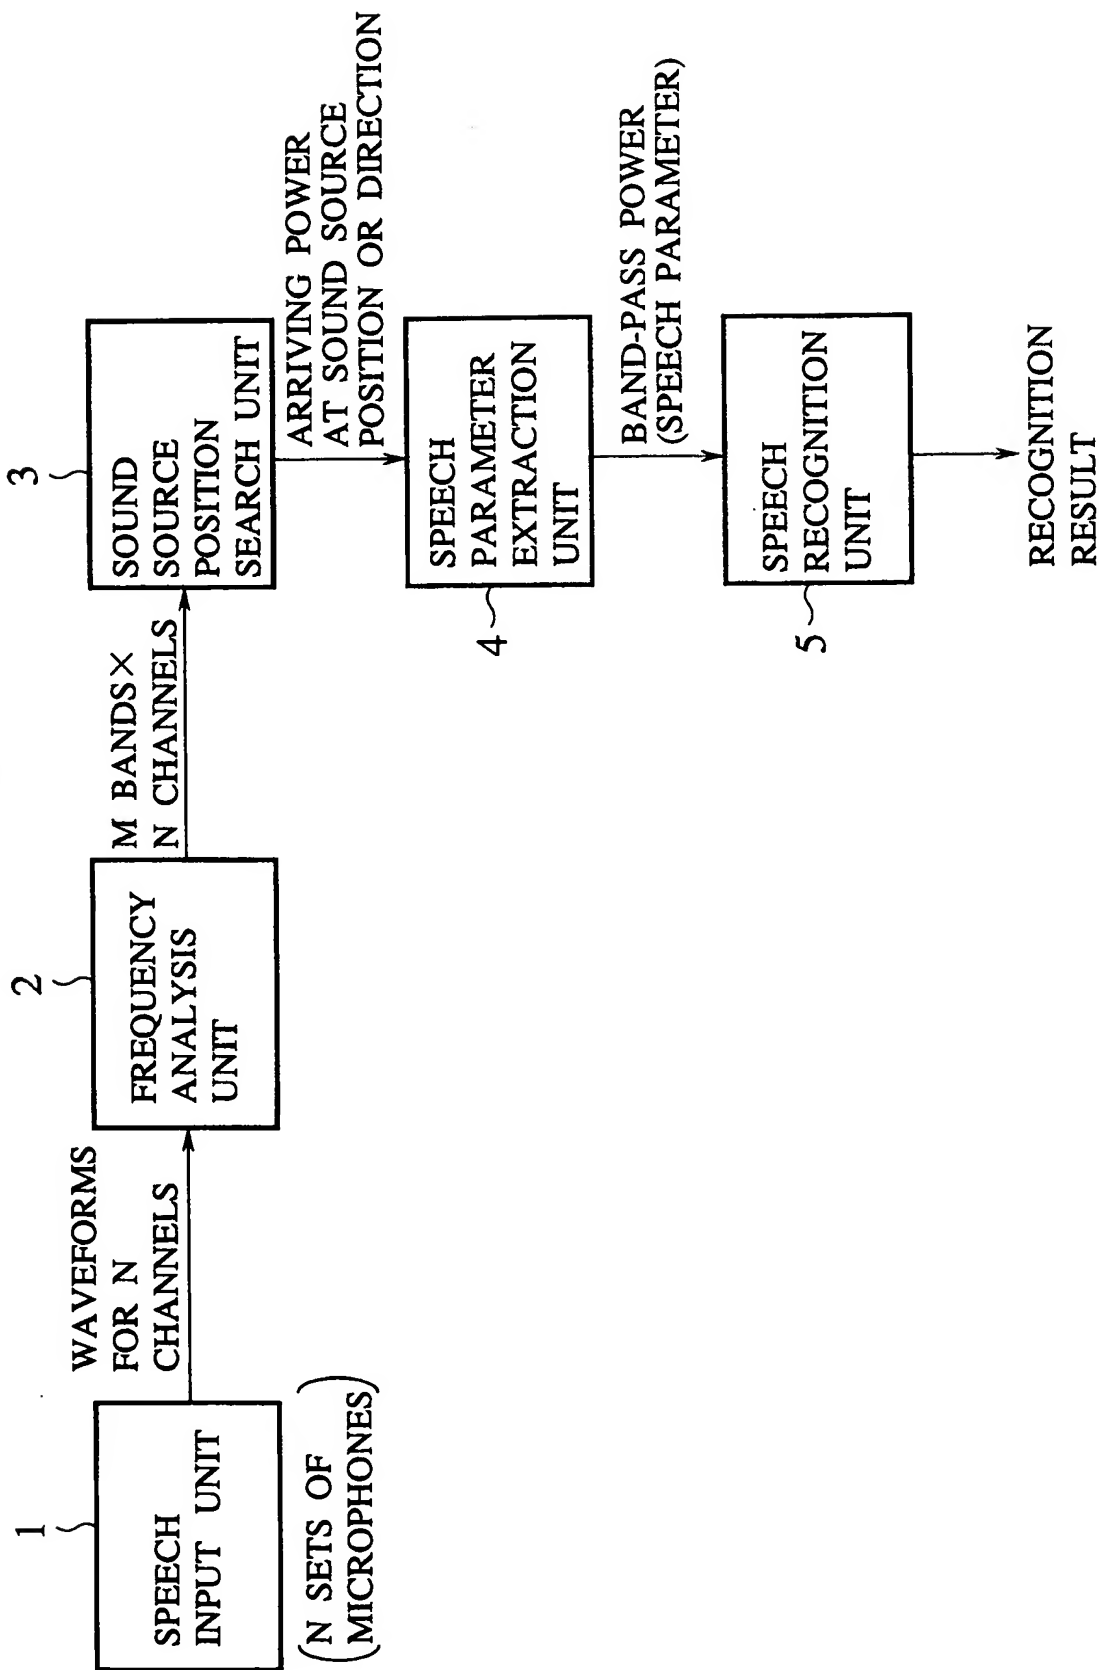 1
SPEECH
INPUT UNIT
(N SETS OF
MICROPHONES)
WAVEFORMS
FOR N
CHANNELS
2
FREQUENCY
ANALYSIS
UNIT
M BANDS×
N CHANNELS
3
SOUND
SOURCE
POSITION
SEARCH UNIT
ARRIVING POWER
AT SOUND SOURCE
POSITION OR DIRECTION
4
SPEECH
PARAMETER
EXTRACTION
UNIT
BAND-PASS POWER
(SPEECH PARAMETER)
5
SPEECH
RECOGNITION
UNIT
RECOGNITION
RESULT